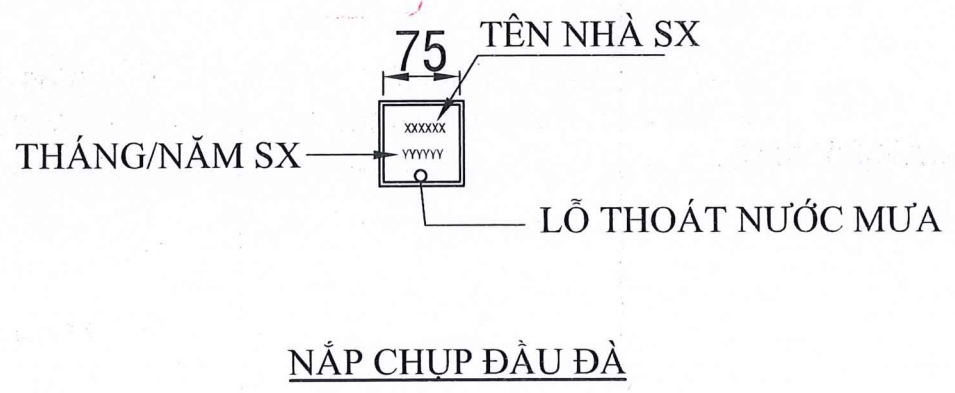 75
TÊN NHÀ SX
XXXXXX
THÁNG/NĂM SX
YYYYYY
LỖ THOÁT NƯỚC MƯA
NẮP CHỤP ĐẦU ĐÀ